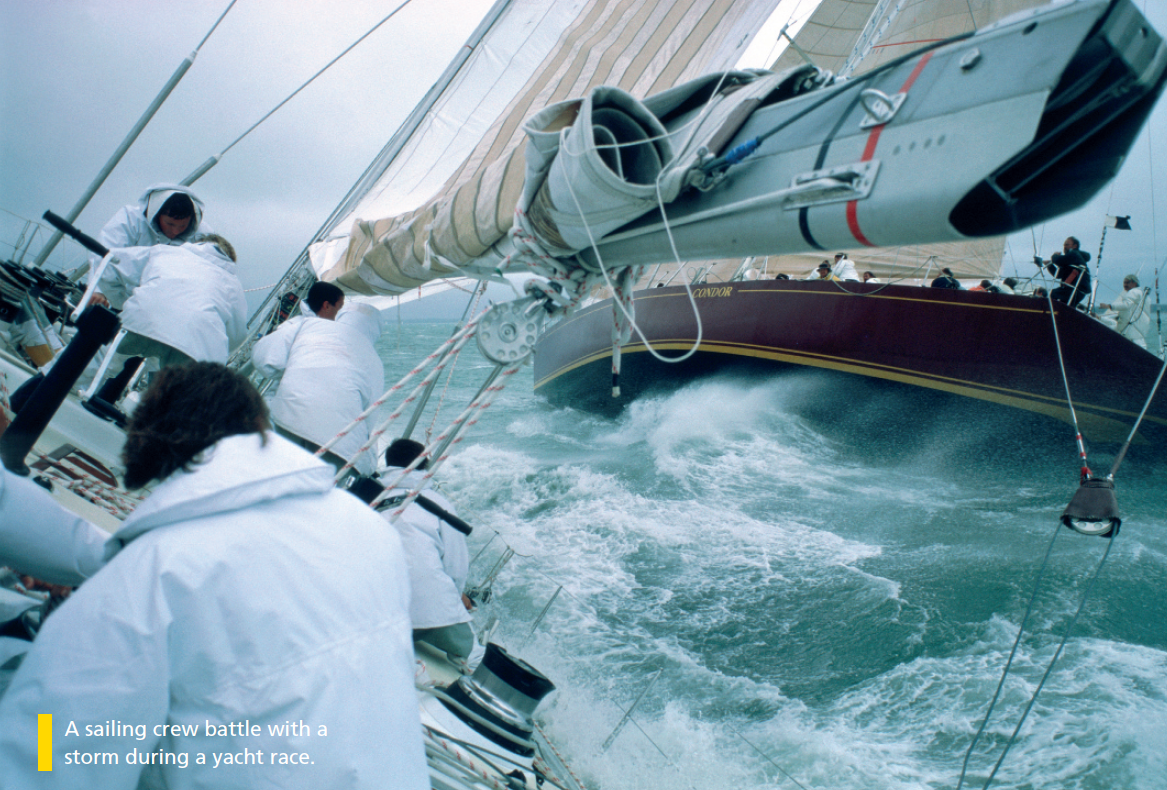 CONDOR
A sailing crew battle with a
storm during a yacht race.